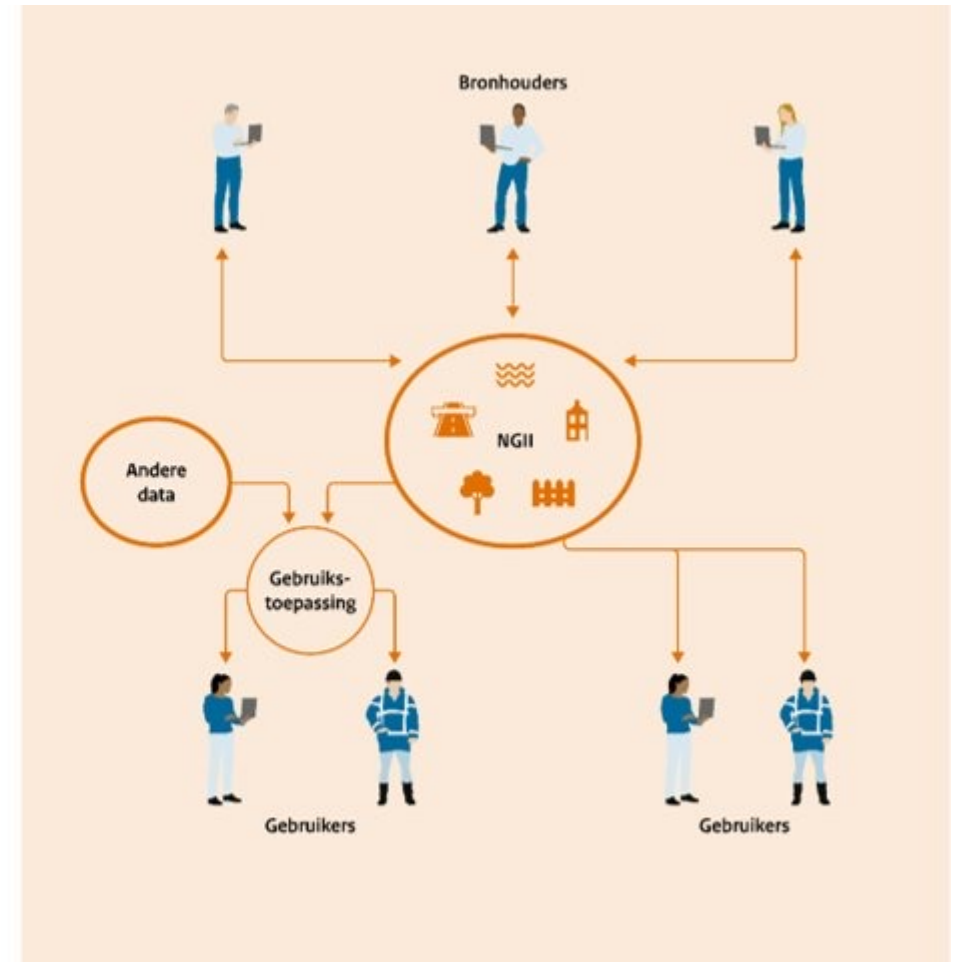 Bronhouders
NGII
Andere
data
Gebruiks-
toepassing
Gebruikers
Gebruikers